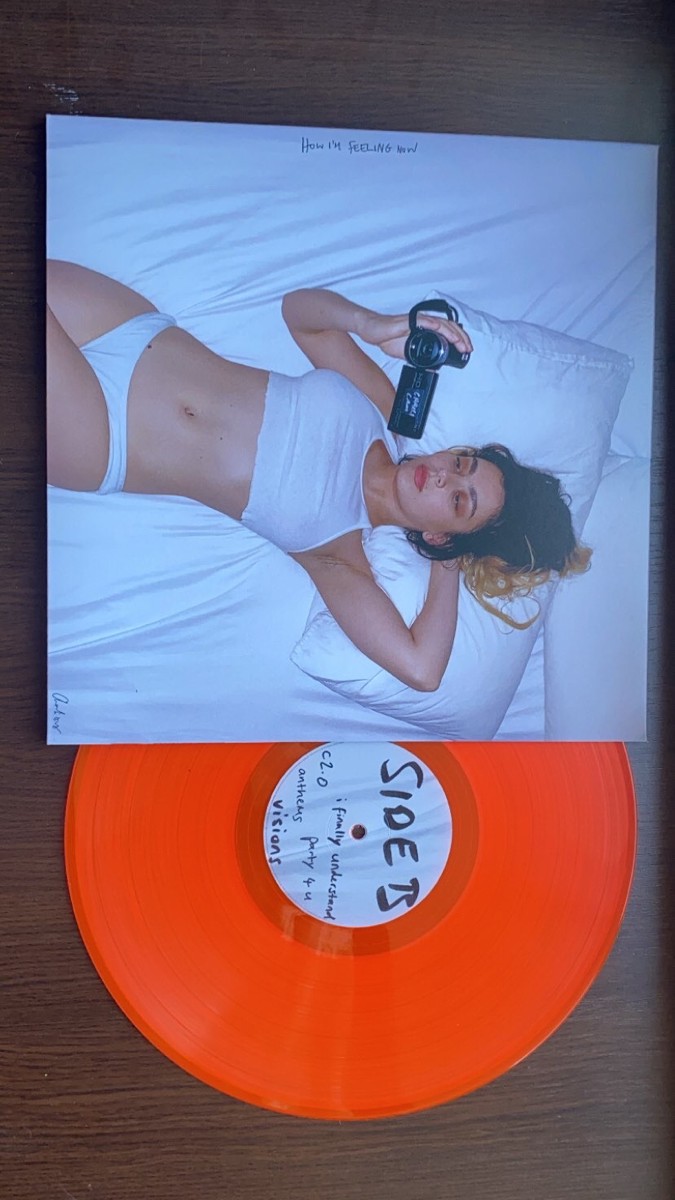 HOW I'M FEELING NOW
SIDE B
i finally understand
c2.0 party 4 u
anthems
visions